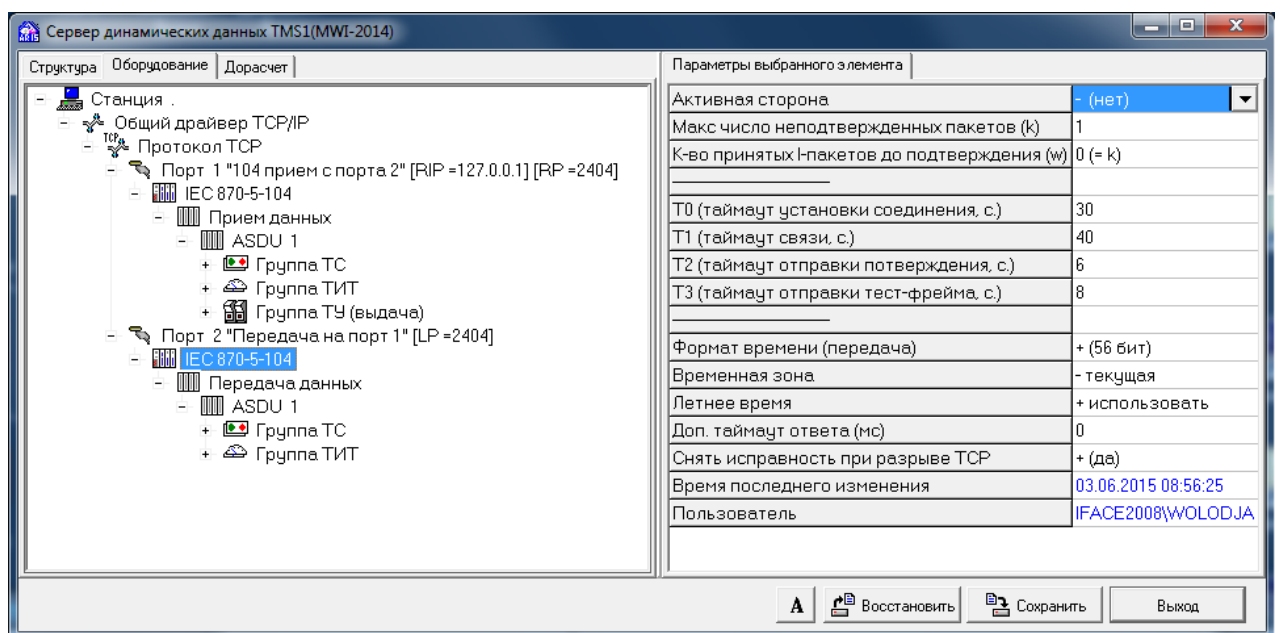 Сервер динамических данных TMS1(MWI-2014)
Структура Оборудование Дорасчет
Станция .
Общий драйвер TCP/IP
TCP Протокол TCP
Порт 1 "104 прием с порта 2" [RIP =127.0.0.1] [RP =2404]
IEC 870-5-104
Прием данных
ASDU 1
Группа ТС
Группа ТИТ
Группа ТУ (выдача)
Порт 2 "Передача на порт 1" [LP =2404]
IEC 870-5-104
Передача данных
ASDU 1
Группа ТС
Группа ТИТ
Параметры выбранного элемента
Активная сторона - (нет)
Макс число неподтвержденных пакетов (k) 1
К-во принятых I-пакетов до подтверждения (w) 0 (= k)
T0 (таймаут установки соединения, с.) 30
T1 (таймаут связи, с.) 40
T2 (таймаут отправки потверждения, с.) 6
T3 (таймаут отправки тест-фрейма, с.) 8
Формат времени (передача) + (56 бит)
Временная зона - текущая
Летнее время + использовать
Доп. таймаут ответа (мс) 0
Снять исправность при разрыве TCP + (да)
Время последнего изменения 03.06.2015 08:56:25
Пользователь IFACE2008\WOLODJA
A Восстановить Сохранить Выход